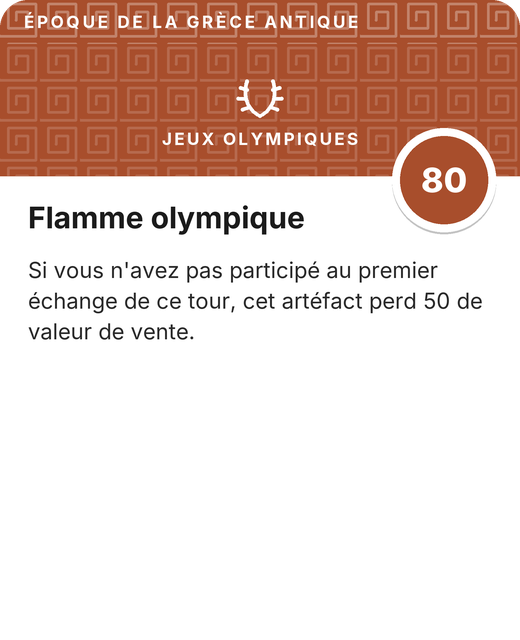 ÉPOQUE DE LA GRÈCE ANTIQUE
JEUX OLYMPIQUES
80
Flamme olympique
Si vous n'avez pas participé au premier
échange de ce tour, cet artéfact perd 50 de
valeur de vente.